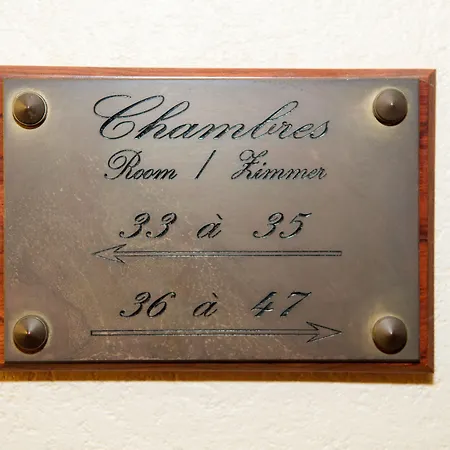 Chambres
Room / Zimmer
33 à 35
36 à 47